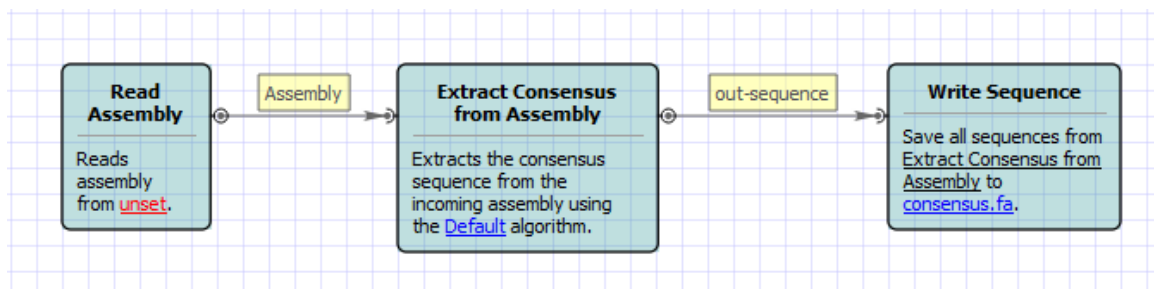 Read
Assembly
Reads
assembly
from unset.
Assembly
Extract Consensus
from Assembly
Extracts the consensus
sequence from the
incoming assembly using
the Default algorithm.
out-sequence
Write Sequence
Save all sequences from
Extract Consensus from
Assembly to
consensus.fa.